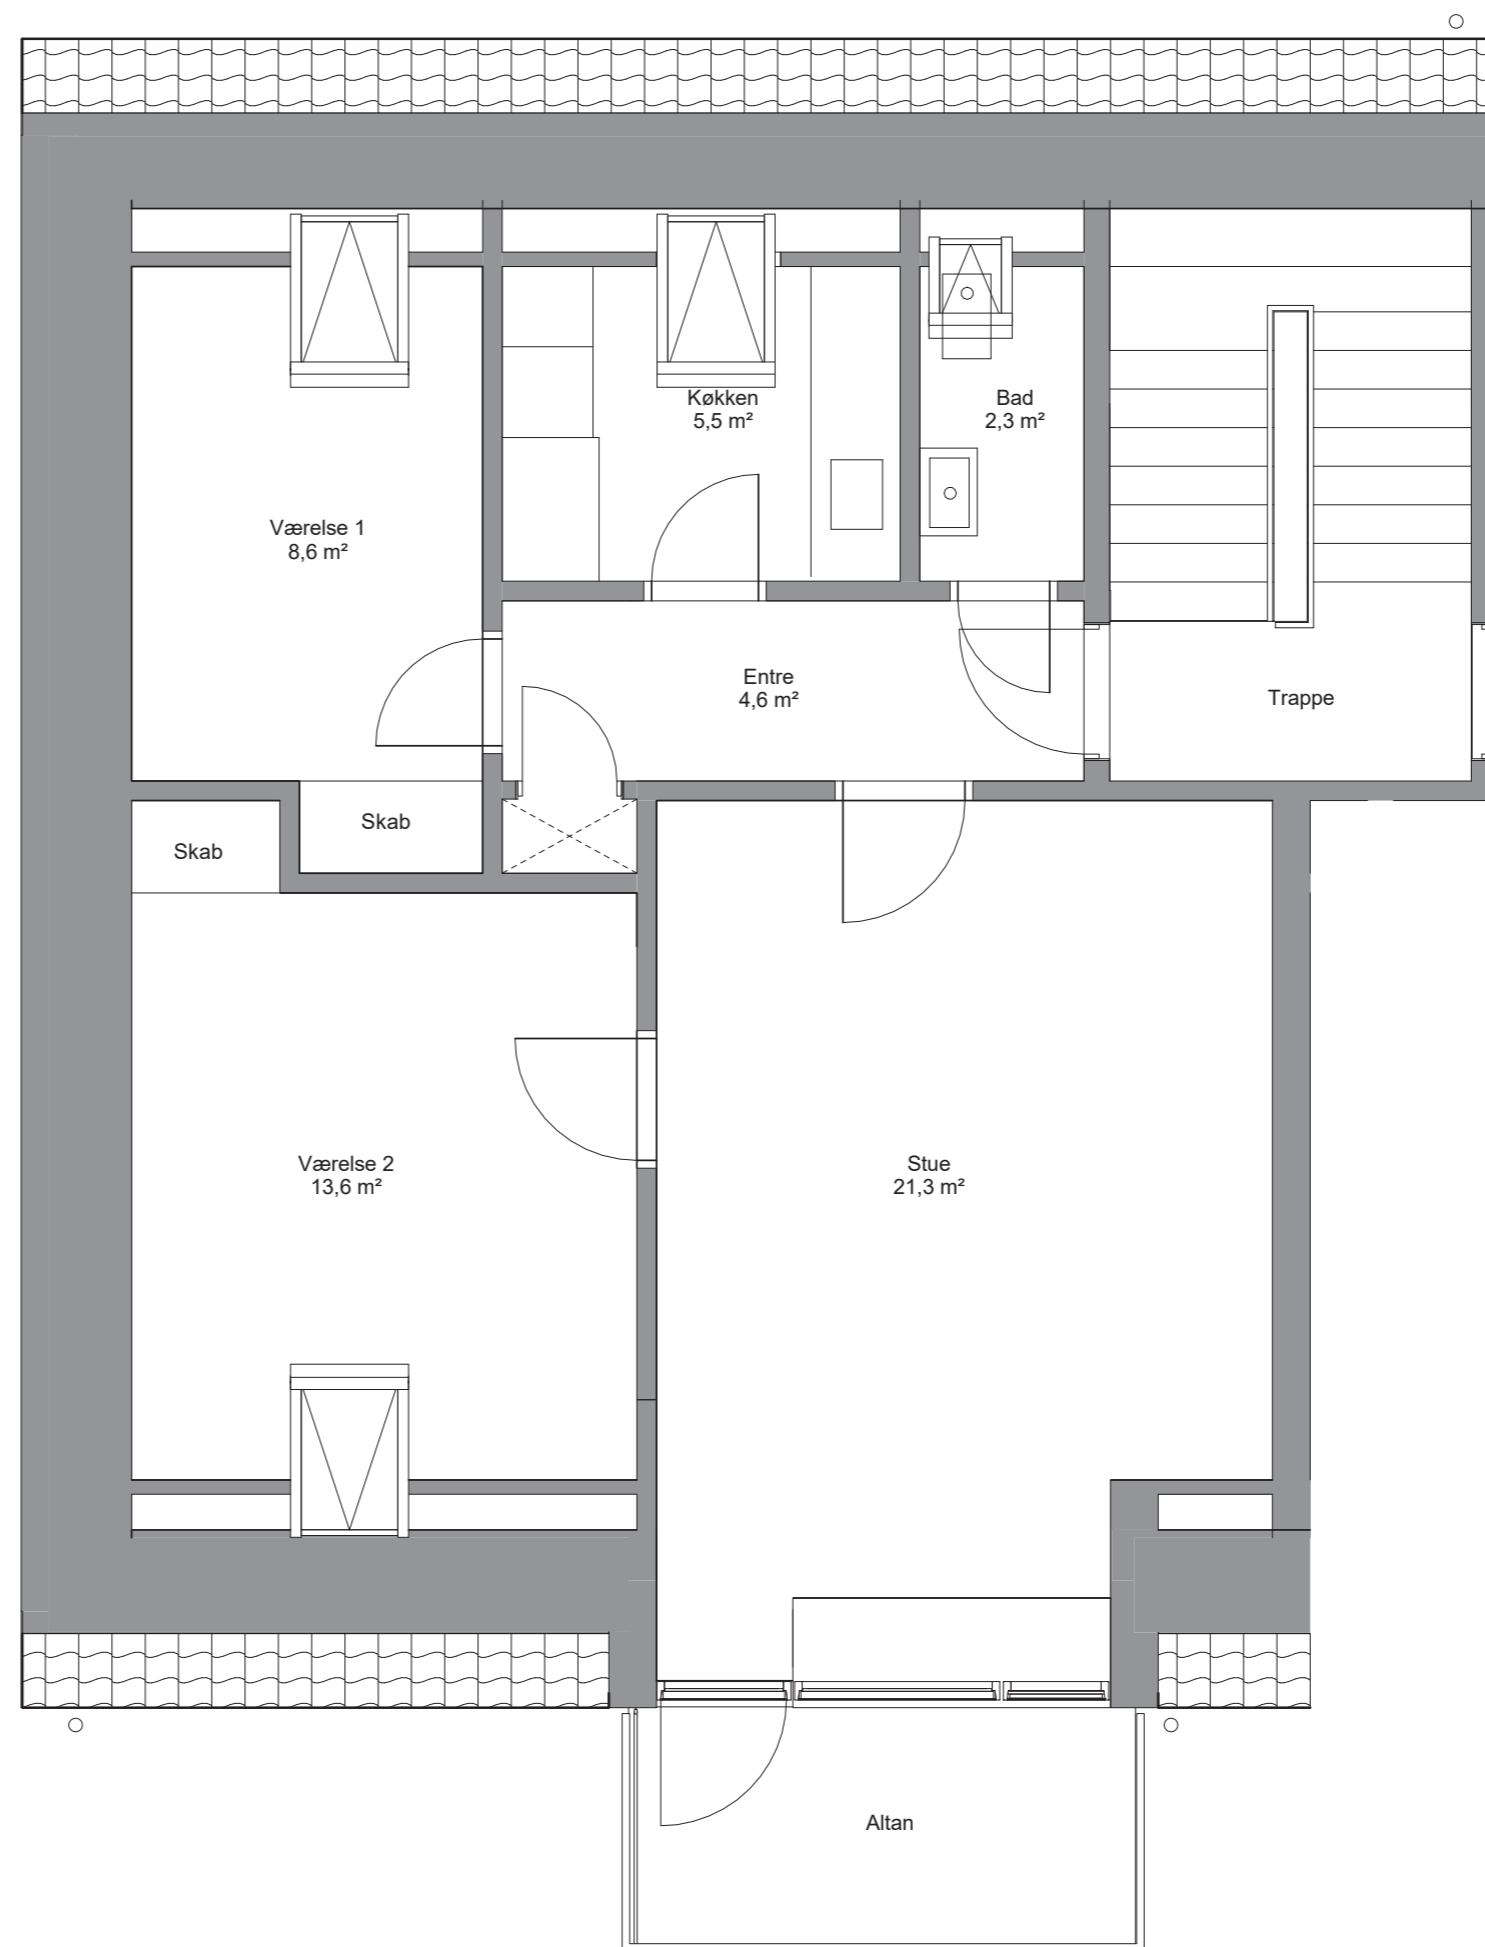 Køkken
5,5 m²
Bad
2,3 m²
Værelse 1
8,6 m²
Entre
4,6 m²
Trappe
Skab
Skab
Værelse 2
13,6 m²
Stue
21,3 m²
Altan